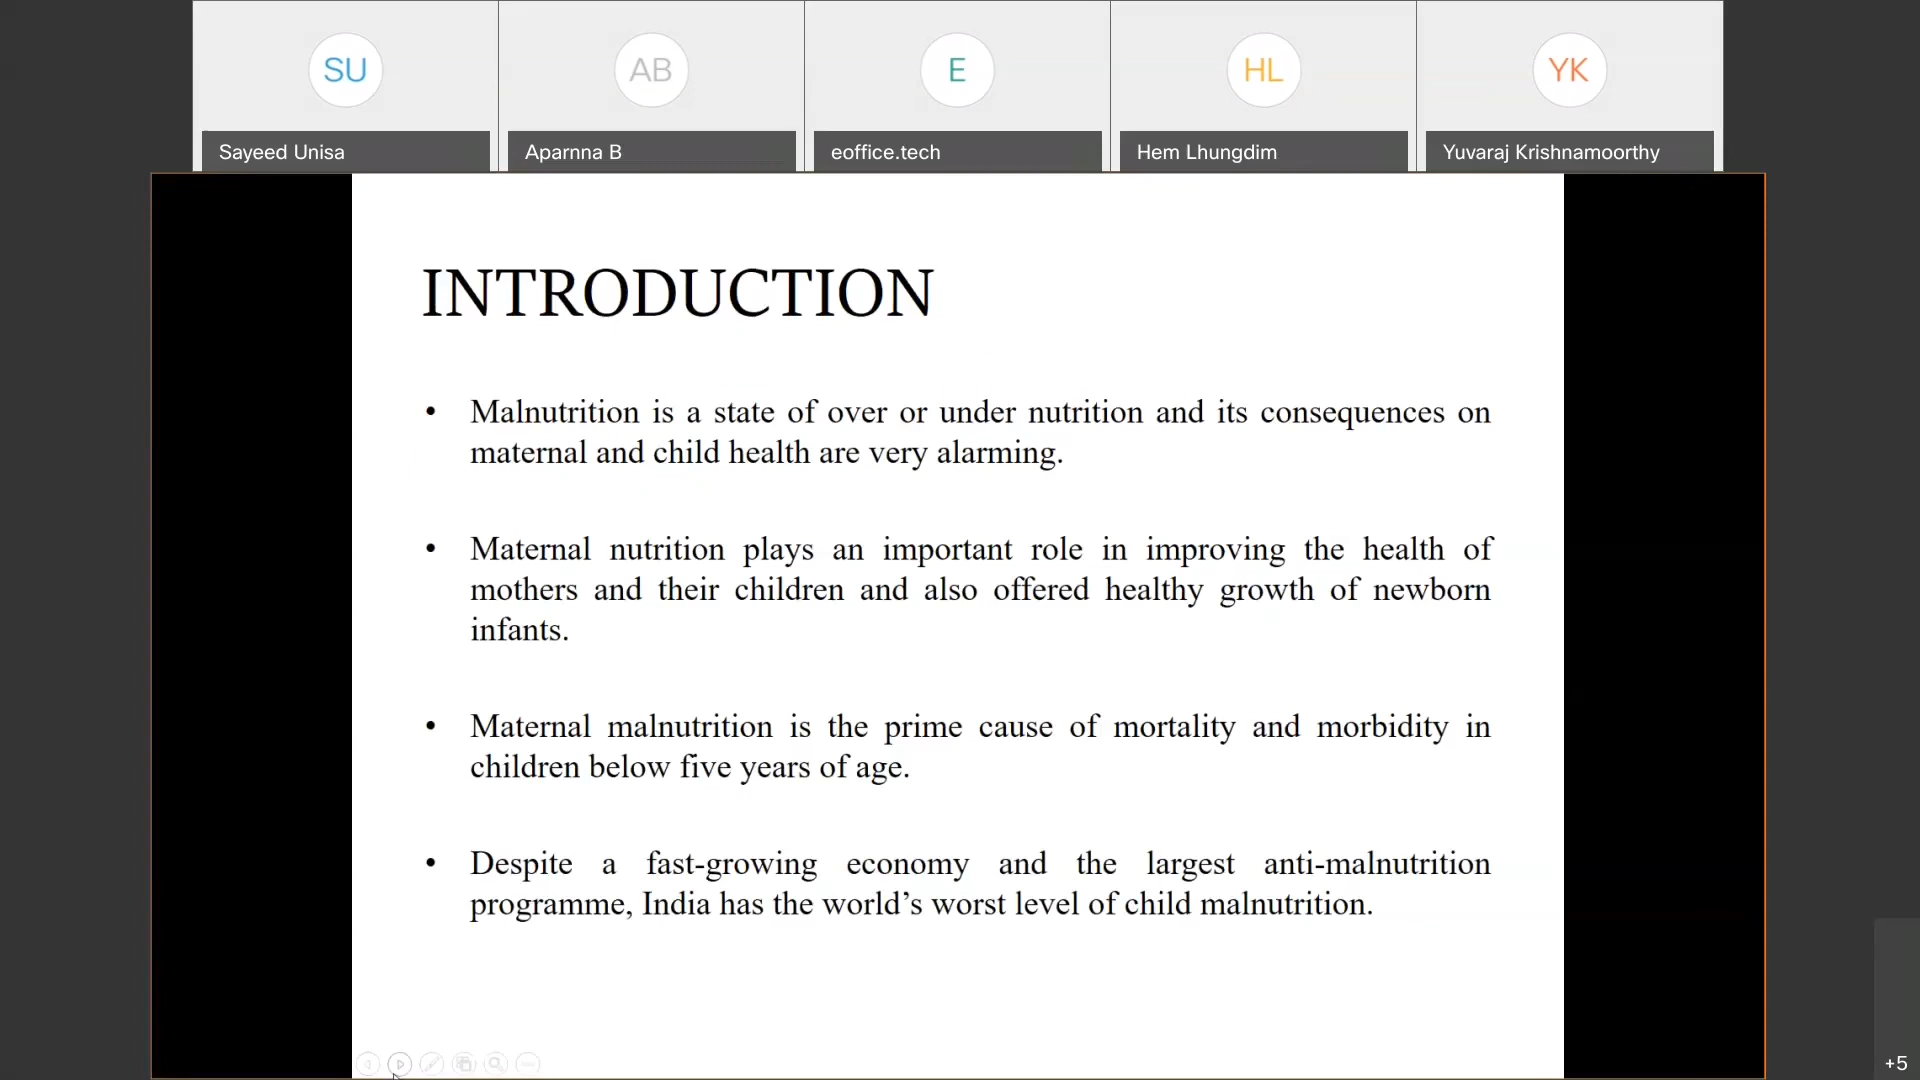 SU
AB
E
HL
YK
Sayeed Unisa
Aparnna B
eoffice.tech
Hem Lhungdim
Yuvaraj Krishnamoorthy
INTRODUCTION
• Malnutrition is a state of over or under nutrition and its consequences on
maternal and child health are very alarming.
• Maternal nutrition plays an important role in improving the health of
mothers and their children and also offered healthy growth of newborn
infants.
• Maternal malnutrition is the prime cause of mortality and morbidity in
children below five years of age.
• Despite a fast-growing economy and the largest anti-malnutrition
programme, India has the world’s worst level of child malnutrition.
+5